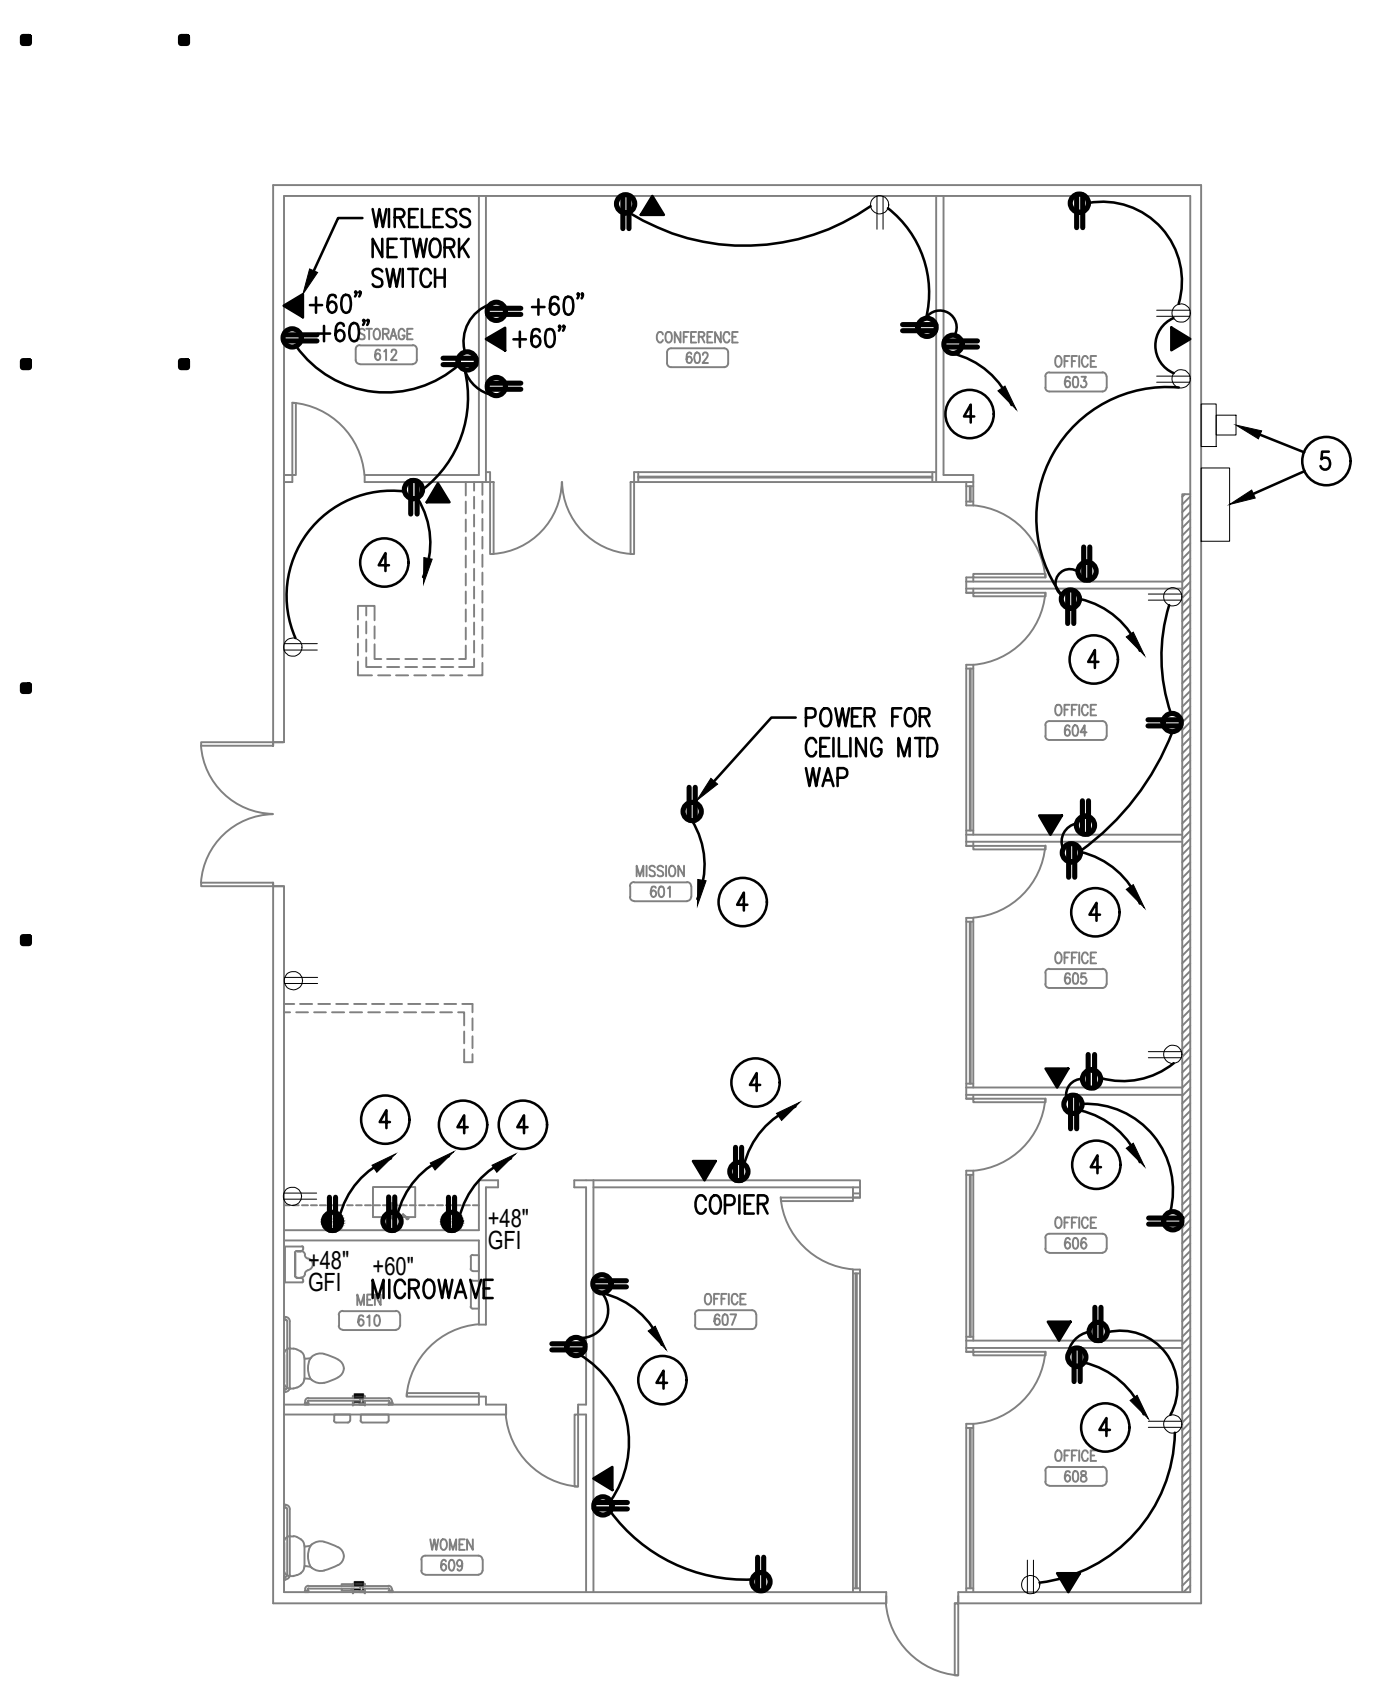 WIRELESS
NETWORK
SWITCH
+60”
+60”
STORAGE
612
+60”
+60”
CONFERENCE
602
OFFICE
603
4
5
4
4
OFFICE
604
POWER FOR
CEILING MTD
WAP
MISSION
601
4
4
OFFICE
605
4
4
4
4
4
COPIER
+48"
GFI
OFFICE
606
+48"
GFI
+60"
MICROWAVE
MEN
610
OFFICE
607
4
4
OFFICE
608
WOMEN
609